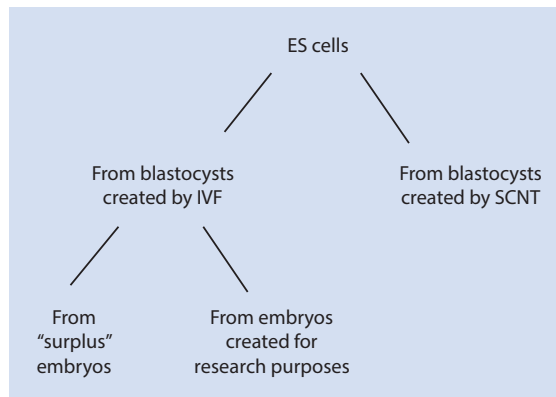 ES cells
From blastocysts
created by IVF
From blastocysts
created by SCNT
From
“surplus”
embryos
From embryos
created for
research purposes